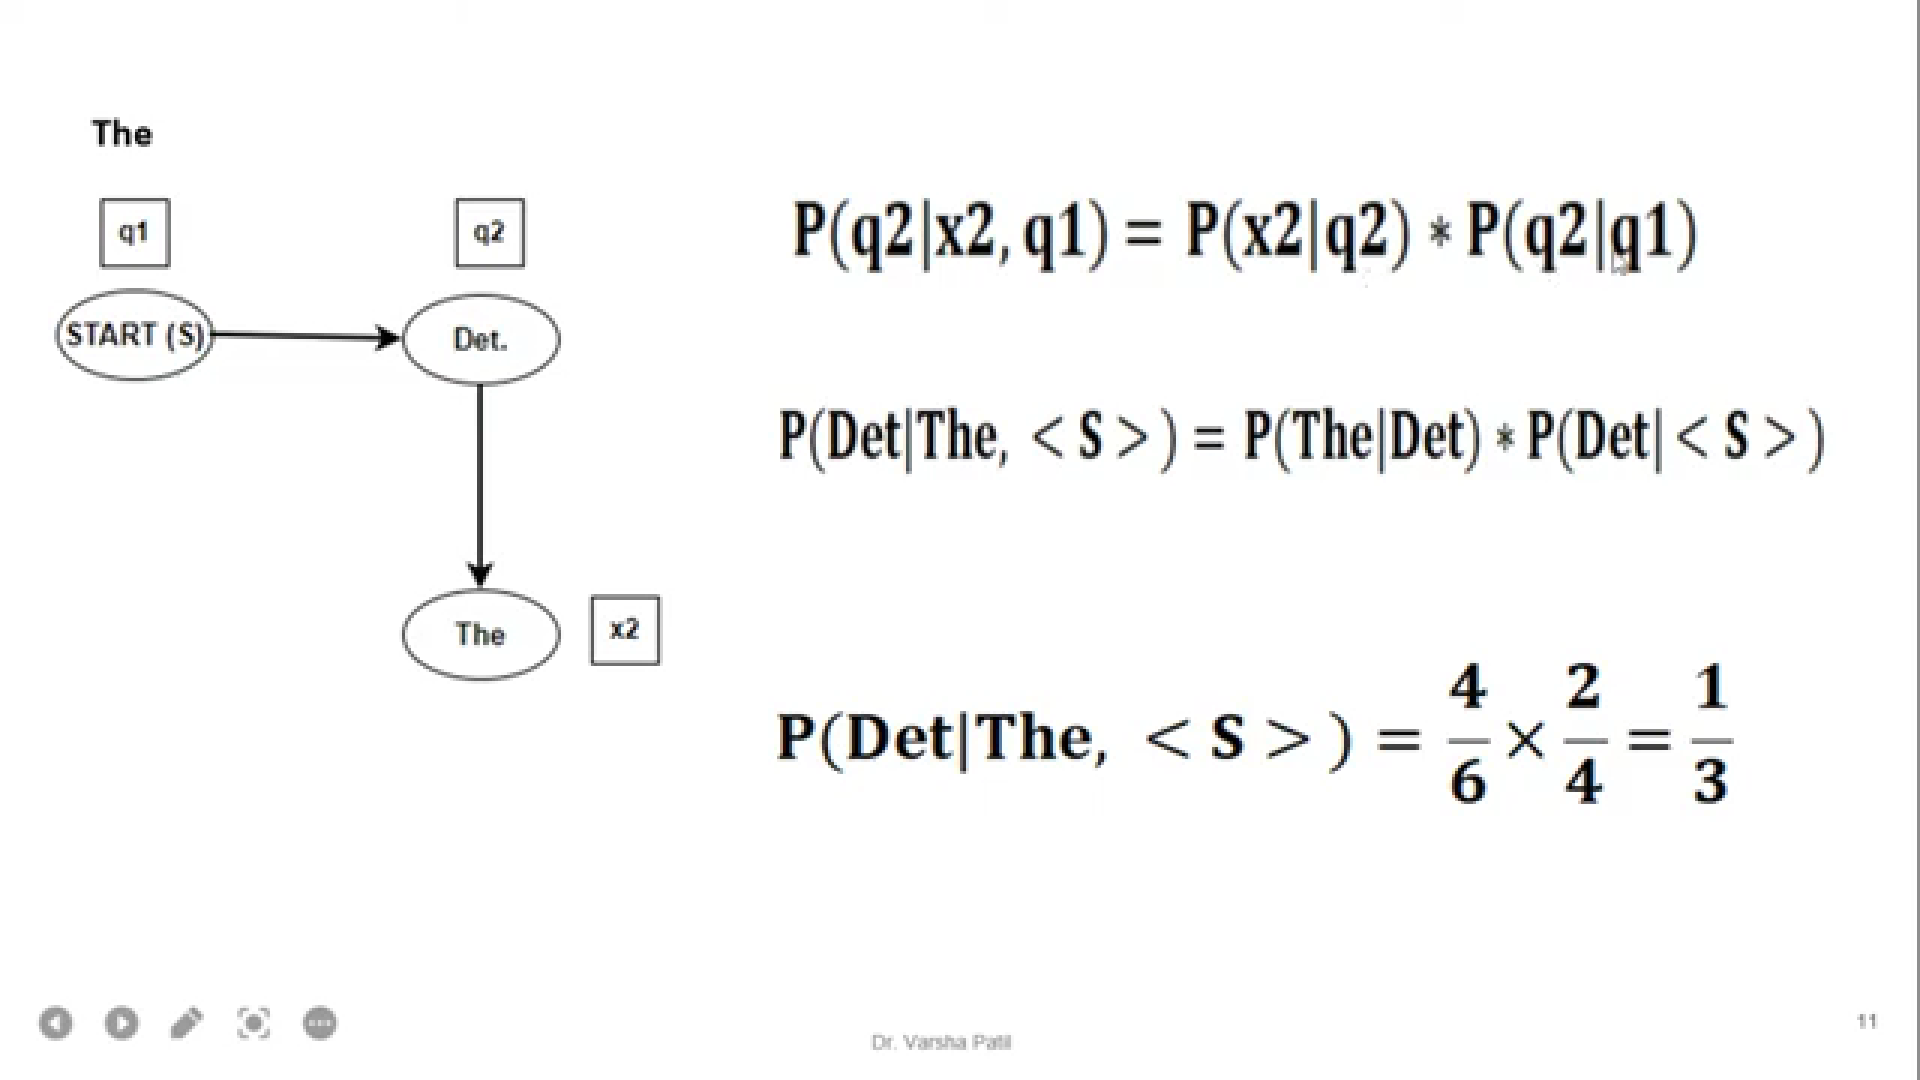 The
q1
q2
START (S)
Det.
The
x2
P(q2|x2, q1) = P(x2|q2) * P(q2|q1)
P(Det|The, < S >) = P(The|Det) * P(Det| < S >)
P(Det|The, < S >) = 4/6 × 2/4 = 1/3
Dr. Varsha Patil
11